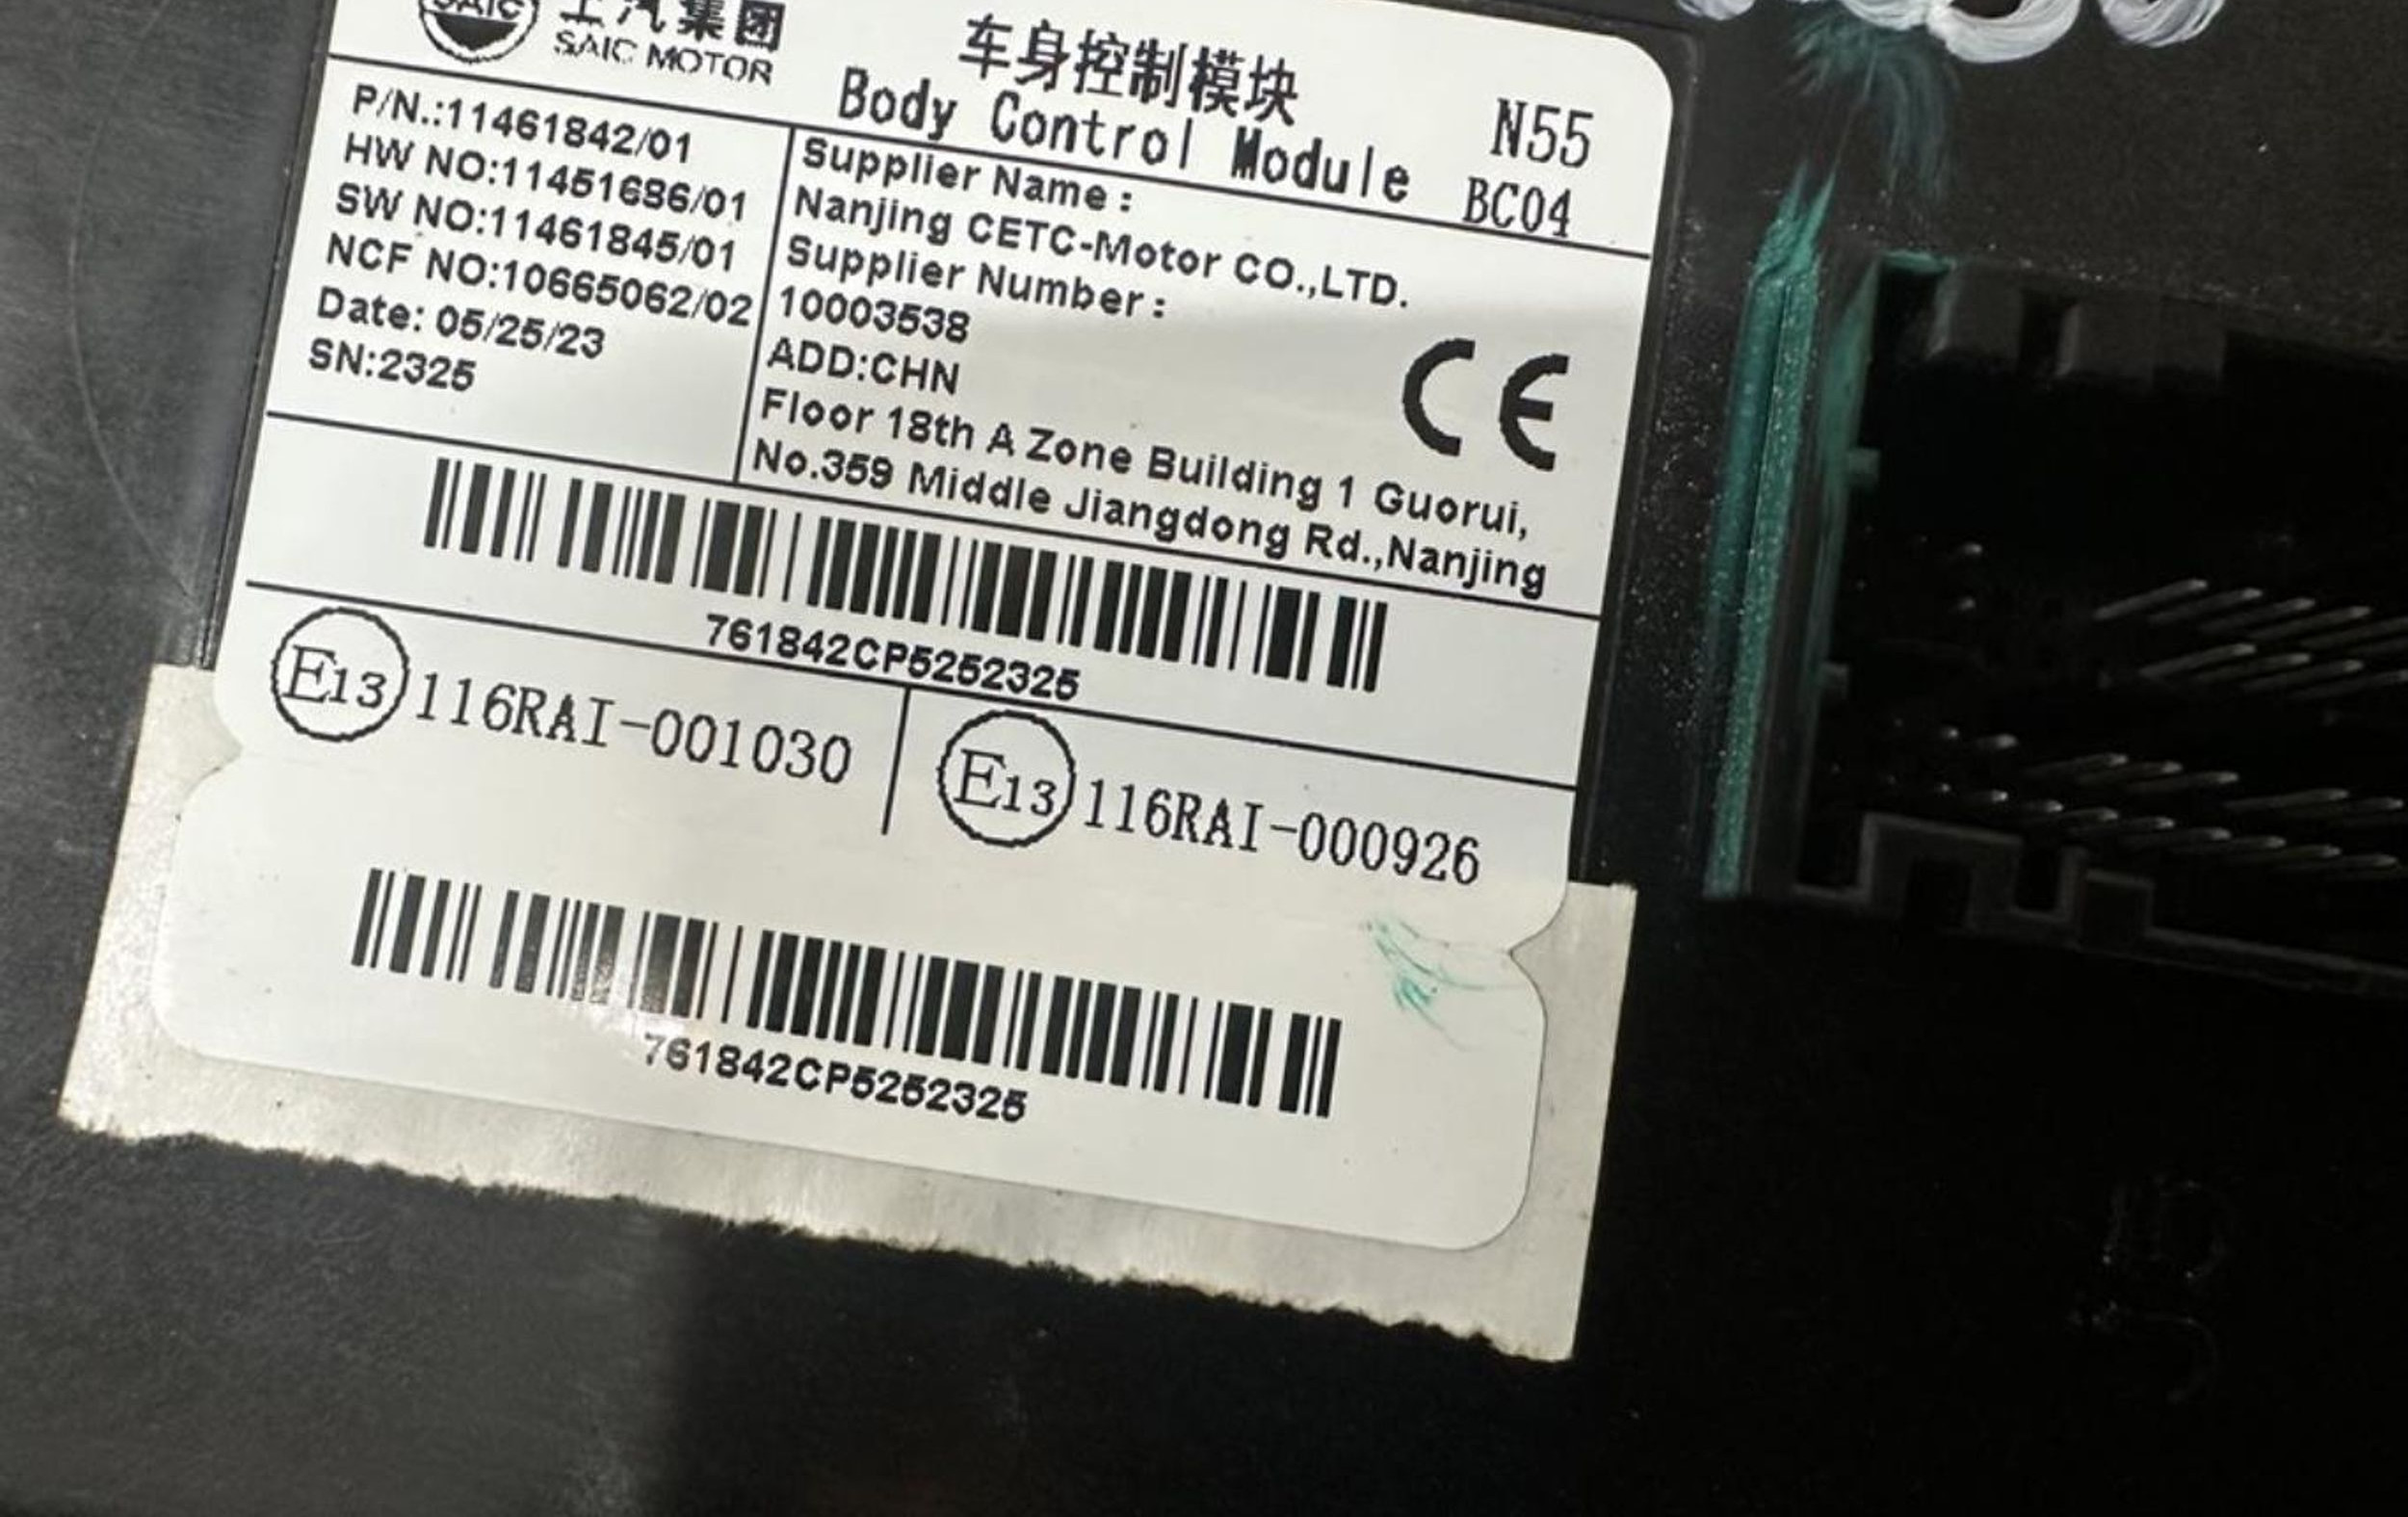 SAIC 上汽集团
SAIC MOTOR
车身控制模块
Body Control Module
N55
BC04
P/N.:11461842/01
HW NO:11451686/01
SW NO:11461845/01
NCF NO:10665062/02
Date: 05/25/23
SN:2325
Supplier Name :
Nanjing CETC-Motor CO.,LTD.
Supplier Number :
10003538
ADD:CHN
Floor 18th A Zone Building 1 Guorui,
No.359 Middle Jiangdong Rd.,Nanjing
CE
761842CP5252325
E13 116RAI-001030
E13 116RAI-000926
761842CP5252325